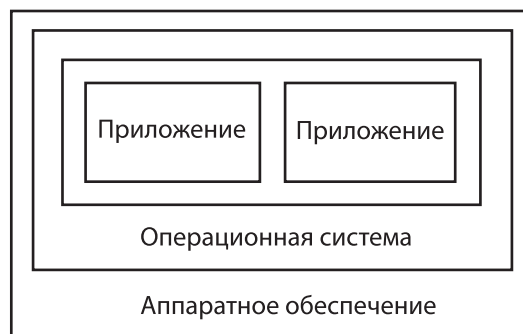 Приложение Приложение
Операционная система
Аппаратное обеспечение